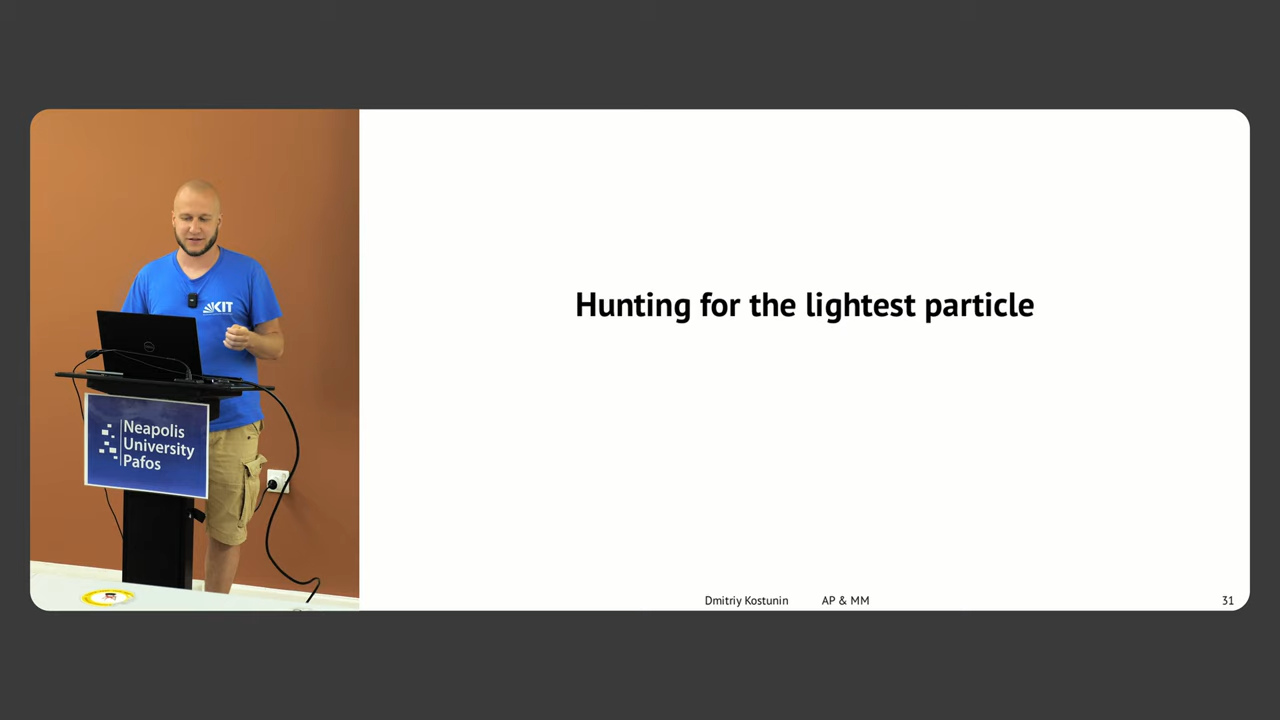 KIT
Neapolis
University
Pafos
Hunting for the lightest particle
Dmitriy Kostunin AP & MM 31